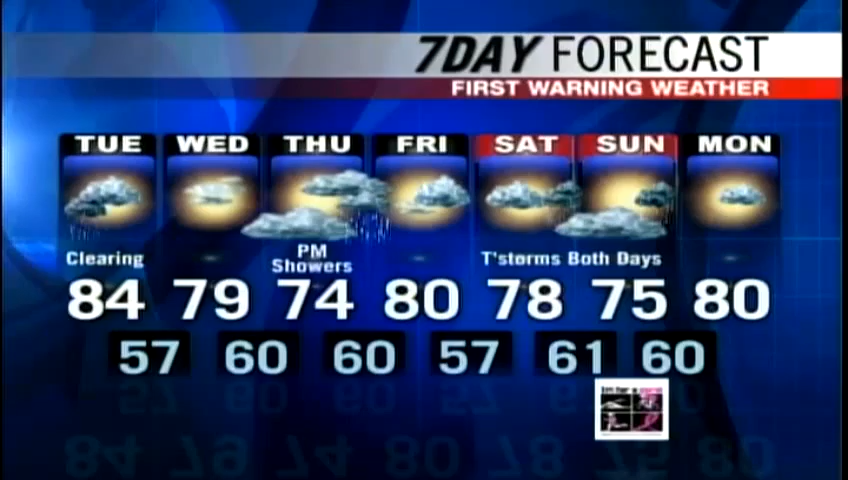 7DAY FORECAST
FIRST WARNING WEATHER
TUE WED THU FRI SAT SUN MON
Clearing PM Showers T'storms Both Days
84 79 74 80 78 75 80
57 60 60 57 61 60